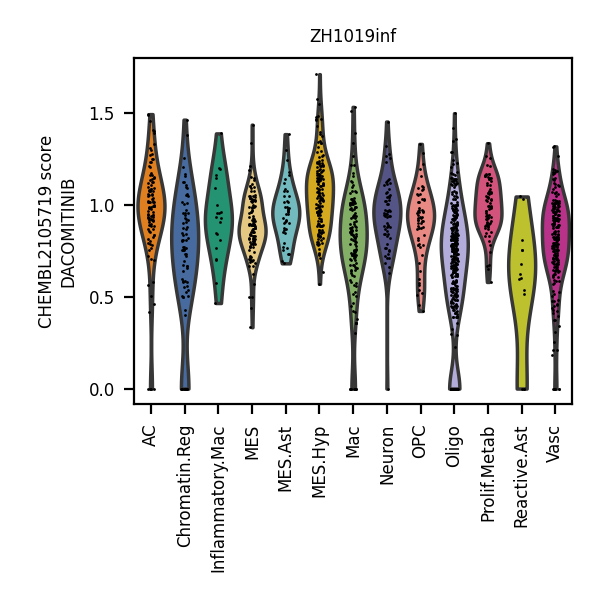 ZH1019inf
CHEMBL2105719 score
DACOMITINIB
1.5
1.0
0.5
0.0
AC
Chromatin.Reg
Inflammatory.Mac
MES
MES.Ast
MES.Hyp
Mac
Neuron
OPC
Oligo
Prolif.Metab
Reactive.Ast
Vasc